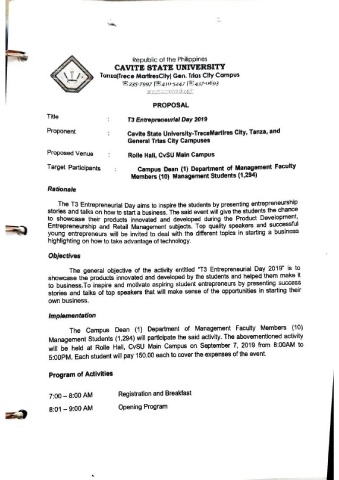 Republic of the Philippines
CAVITE STATE UNIVERSITY
Tanza|Trece Martires City| Gen. Trias City Campus
PROPOSAL
Title : T3 Entrepreneurial Day 2019
Proponent : Cavite State University-TreceMartires City, Tanza, and
General Trias City Campuses
Proposed Venue : Rolle Hall, CvSU Main Campus
Target Participants : Campus Dean (1) Department of Management Faculty
Members (10) Management Students (1,294)
Rationale
The T3 Entrepreneurial Day aims to inspire the students by presenting entrepreneurship
stories and talks on how to start a business. The said event will give the students the chance
to showcase their products innovated and developed during the Product Development,
Entrepreneurship and Retail Management subjects. Top quality speakers and successful
young entrepreneurs will be invited to deal with the different topics in starting a business
highlighting on how to take advantage of technology.
Objectives
The general objective of the activity entitled "T3 Entrepreneurial Day 2019" is to
showcase the products innovated and developed by the students and helped them make it
to business.To inspire and motivate aspiring student entrepreneurs by presenting success
stories and talks of top speakers that will make sense of the opportunities in starting their
own business.
Implementation
The Campus Dean (1) Department of Management Faculty Members (10)
Management Students (1,294) will participate the said activity. The abovementioned activity
will be held at Rolle Hall, CvSU Main Campus on September 7, 2019 from 8:00AM to
5:00PM. Each student will pay 150.00 each to cover the expenses of the event.
Program of Activities
7:00 – 8:00 AM Registration and Breakfast
8:01 – 9:00 AM Opening Program